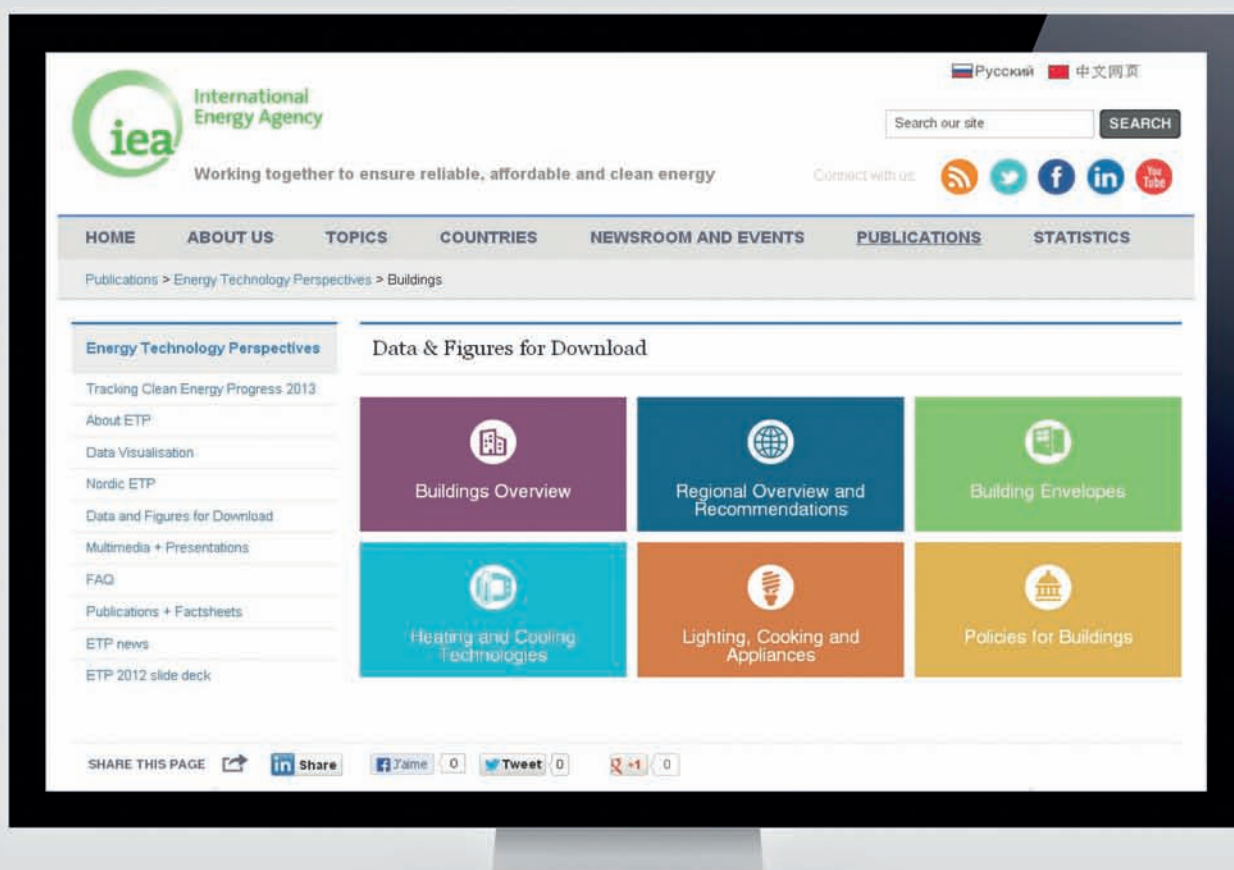 Русский 中文网页
iea
International
Energy Agency
Search our site SEARCH
Working together to ensure reliable, affordable and clean energy
Connect with us:
You
Tube
HOME ABOUT US TOPICS COUNTRIES NEWSROOM AND EVENTS PUBLICATIONS STATISTICS
Publications > Energy Technology Perspectives > Buildings
Energy Technology Perspectives
Data & Figures for Download
Tracking Clean Energy Progress 2013
About ETP
Data Visualisation
Nordic ETP
Data and Figures for Download
Multimedia + Presentations
FAQ
Publications + Factsheets
ETP news
ETP 2012 slide deck
Buildings Overview
Regional Overview and
Recommendations
Building Envelopes
Heating and Cooling
Technologies
Lighting, Cooking and
Appliances
Policies for Buildings
SHARE THIS PAGE in Share J'aime 0 Tweet 0 +1 0